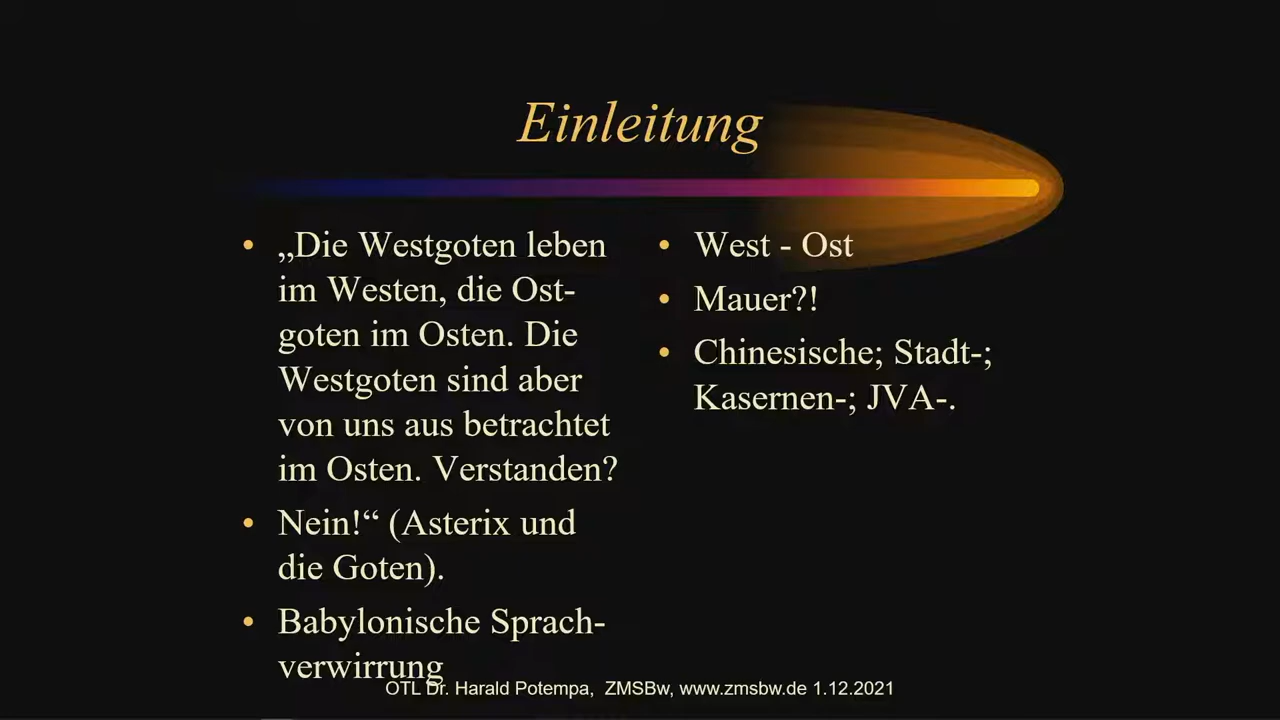 Einleitung
• „Die Westgoten leben
im Westen, die Ost-
goten im Osten. Die
Westgoten sind aber
von uns aus betrachtet
im Osten. Verstanden?
• Nein!“ (Asterix und
die Goten).
• Babylonische Sprach-
verwirrung
• West - Ost
• Mauer?!
• Chinesische; Stadt-;
Kasernen-; JVA-.
OTL Dr. Harald Potempa,  ZMSBw, www.zmsbw.de 1.12.2021